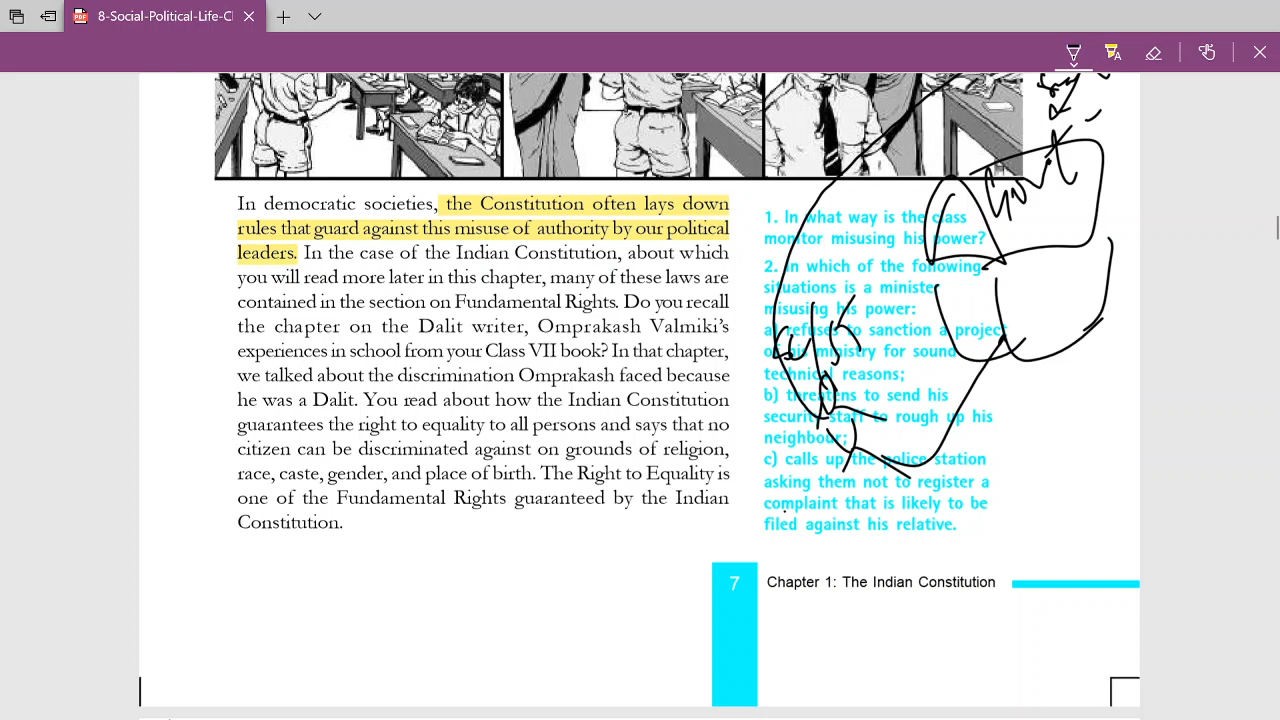 8-Social-Political-Life-Cl
In democratic societies, the Constitution often lays down
rules that guard against this misuse of authority by our political
leaders. In the case of the Indian Constitution, about which
you will read more later in this chapter, many of these laws are
contained in the section on Fundamental Rights. Do you recall
the chapter on the Dalit writer, Omprakash Valmiki's
experiences in school from your Class VII book? In that chapter,
we talked about the discrimination Omprakash faced because
he was a Dalit. You read about how the Indian Constitution
guarantees the right to equality to all persons and says that no
citizen can be discriminated against on grounds of religion,
race, caste, gender, and place of birth. The Right to Equality is
one of the Fundamental Rights guaranteed by the Indian
Constitution.
1. In what way is the class
monitor misusing his power?
2. In which of the following
situations is a minister
misusing his power:
a) refuses to sanction a project
of his ministry for sound
technical reasons;
b) threatens to send his
security staff to rough up his
neighbour;
c) calls up the police station
asking them not to register a
complaint that is likely to be
filed against his relative.
7 Chapter 1: The Indian Constitution